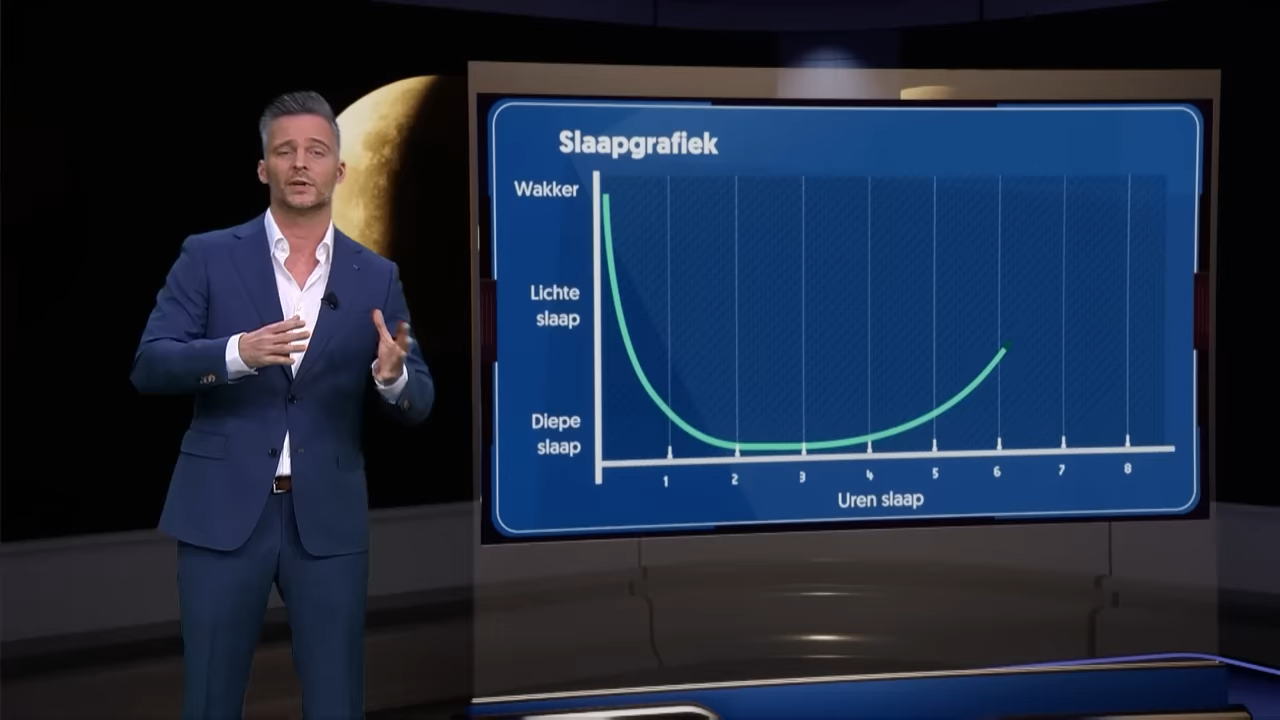 Slaapgrafiek
Wakker
Lichte
slaap
Diepe
slaap
1 2 3 4 5 6 7 8
Uren slaap